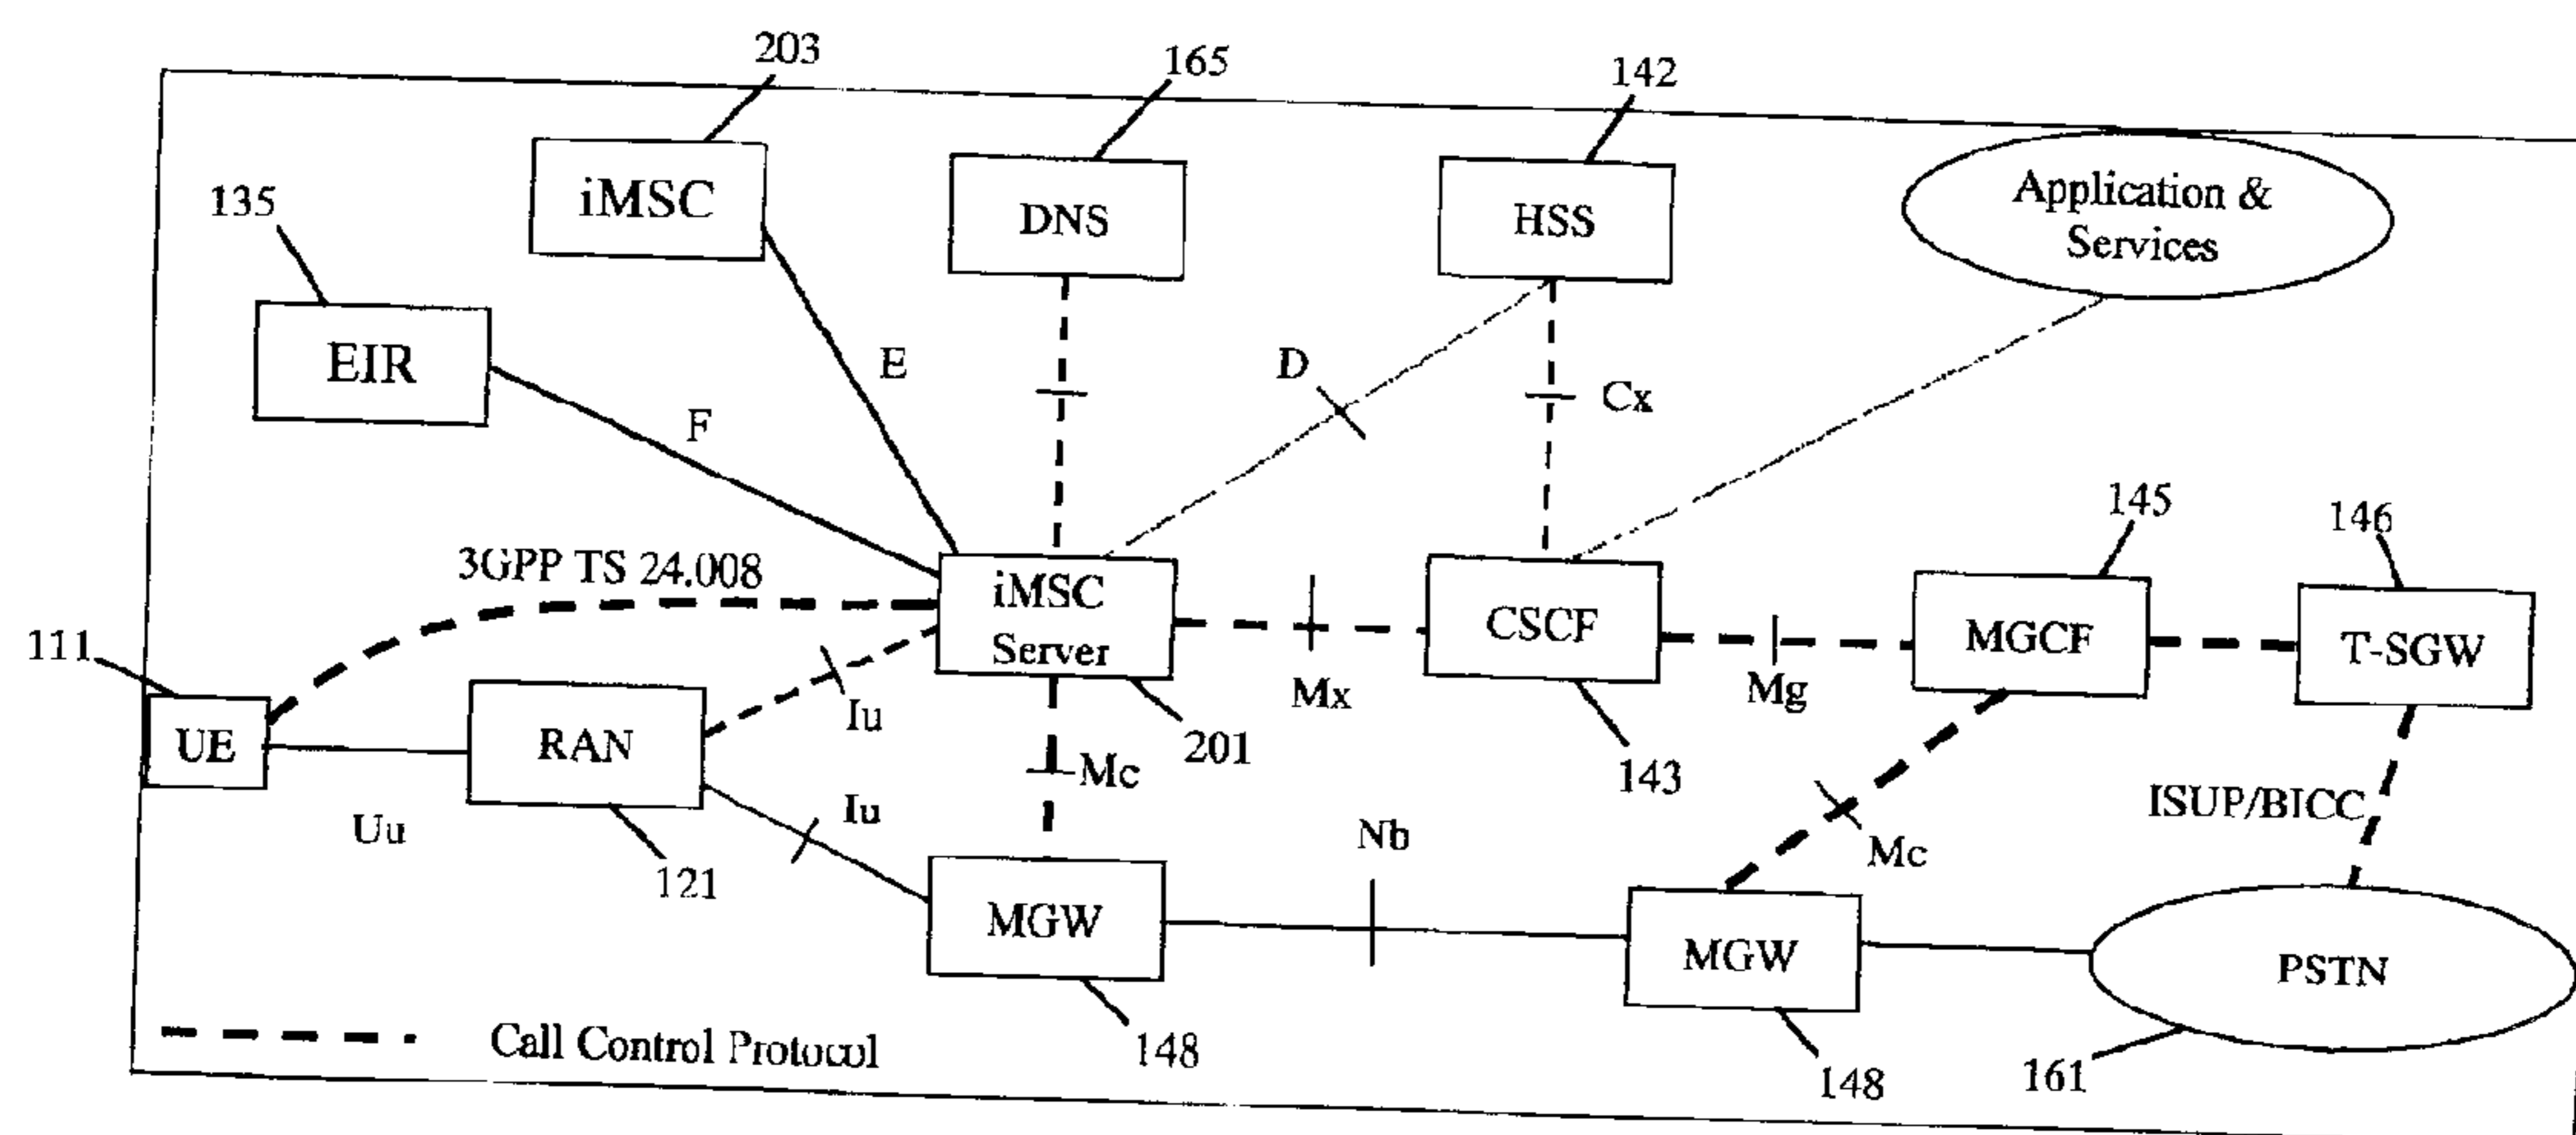 203
165
142
135
iMSC
DNS
HSS
Application &
Services
EIR
E
D
Cx
F
145
146
3GPP TS 24.008
iMSC
Server
CSCF
MGCF
T-SGW
111
UE
RAN
Iu
Mx
Mg
201
Mc
143
Uu
Iu
Nb
ISUP/BICC
Mc
121
MGW
MGW
PSTN
Call Control Protocol
148
148
161